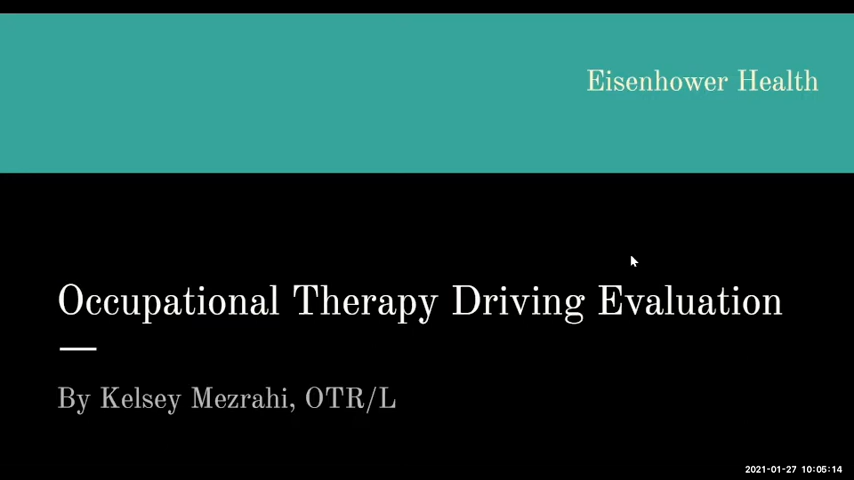 Eisenhower Health
Occupational Therapy Driving Evaluation
By Kelsey Mezrahi, OTR/L
2021-01-27 10:05:14